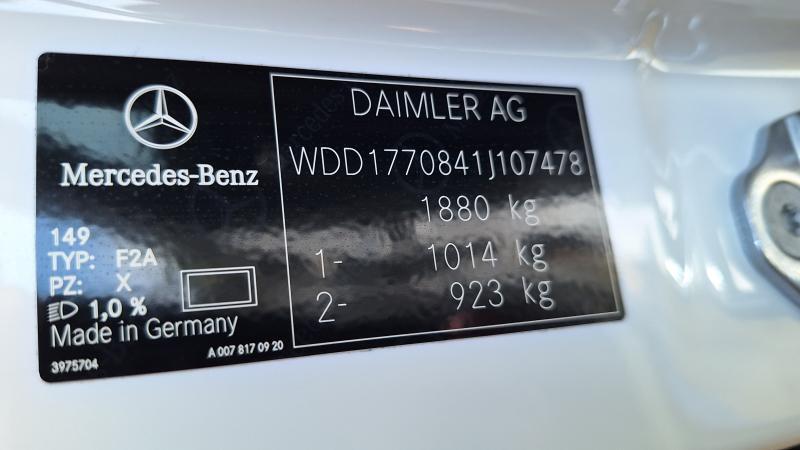 Mercedes-Benz
149
TYP: F2A
PZ: X
1,0 %
Made in Germany
3975704
A 007 817 09 20
DAIMLER AG
WDD1770841J107478
1880 kg
1- 1014 kg
2- 923 kg